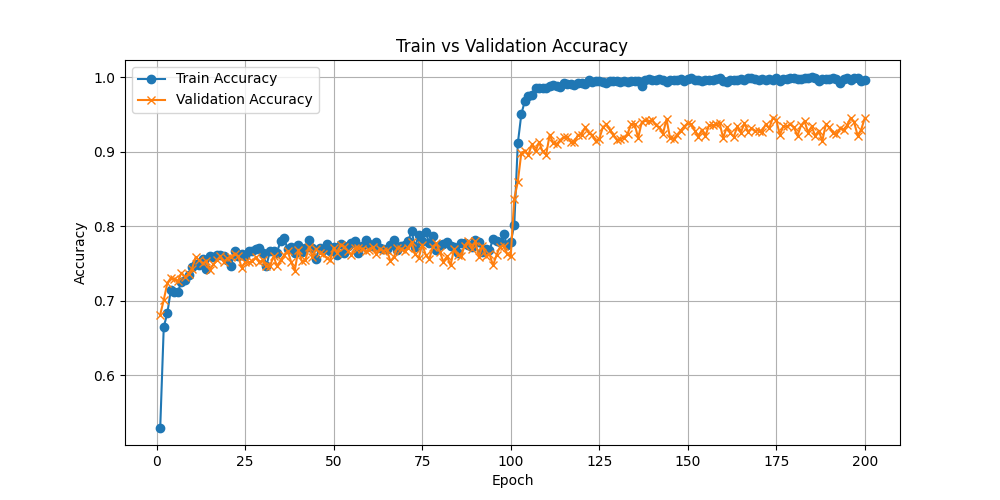 Train vs Validation Accuracy
Train Accuracy
Validation Accuracy
1.0
0.9
0.8
0.7
0.6
Accuracy
0 25 50 75 100 125 150 175 200
Epoch